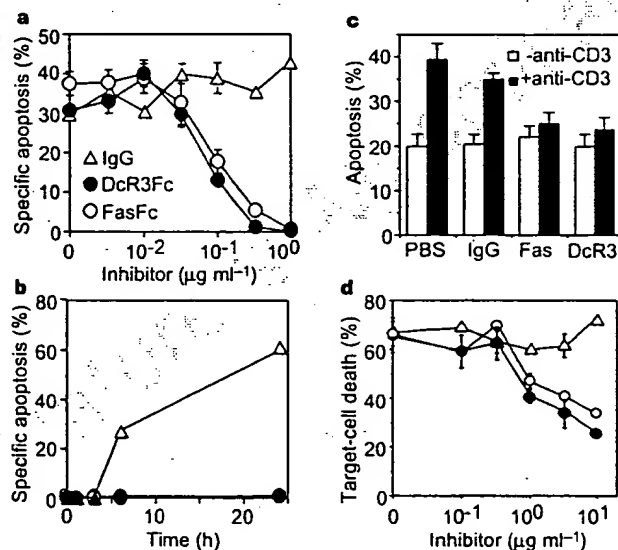 a
Specific apoptosis (%)
50
40
30
20
10
0
IgG
DcR3Fc
FasFc
0
10⁻²
10⁻¹
10⁰
Inhibitor (µg ml⁻¹)
b
Specific apoptosis (%)
80
60
40
20
0
0
10
20
Time (h)
c
Apoptosis (%)
50
40
30
20
10
0
-anti-CD3
+anti-CD3
PBS
IgG
Fas
DcR3
d
Target-cell death (%)
80
60
40
20
0
0
10⁻¹
10⁰
10¹
Inhibitor (µg ml⁻¹)